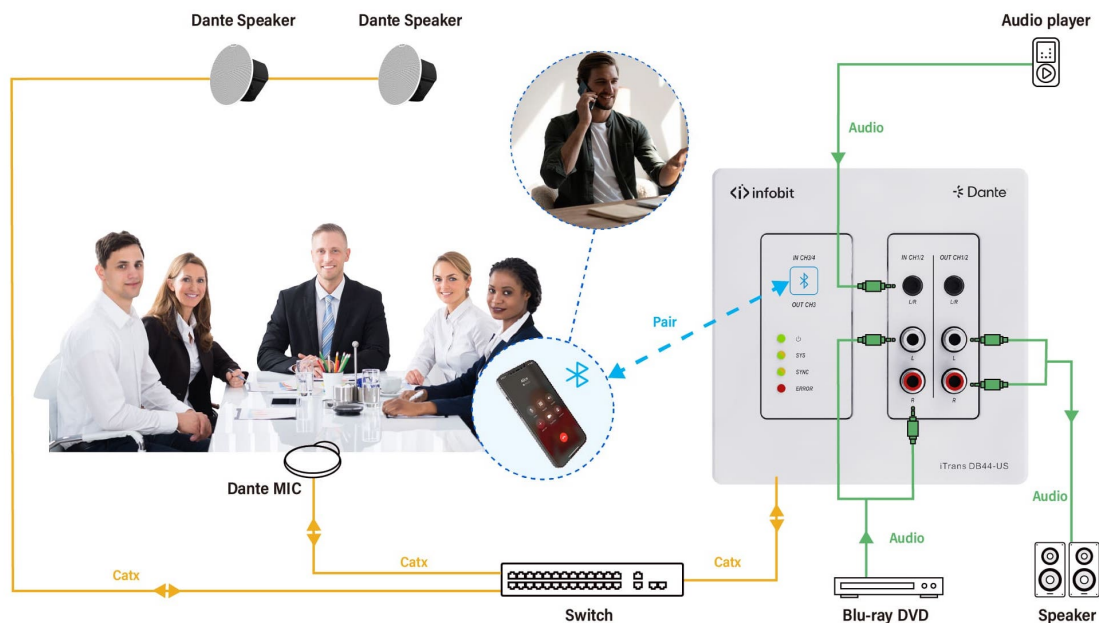 Dante Speaker
Dante Speaker
Audio player
Audio
infobit
Dante
IN CH3/4
OUT CH3
SYS
SYNC
ERROR
IN CH1/2
OUT CH1/2
L/R
L/R
L
L
R
R
iTrans DB44-US
Pair
Dante MIC
Catx
Catx
Catx
Switch
Audio
Blu-ray DVD
Audio
Speaker